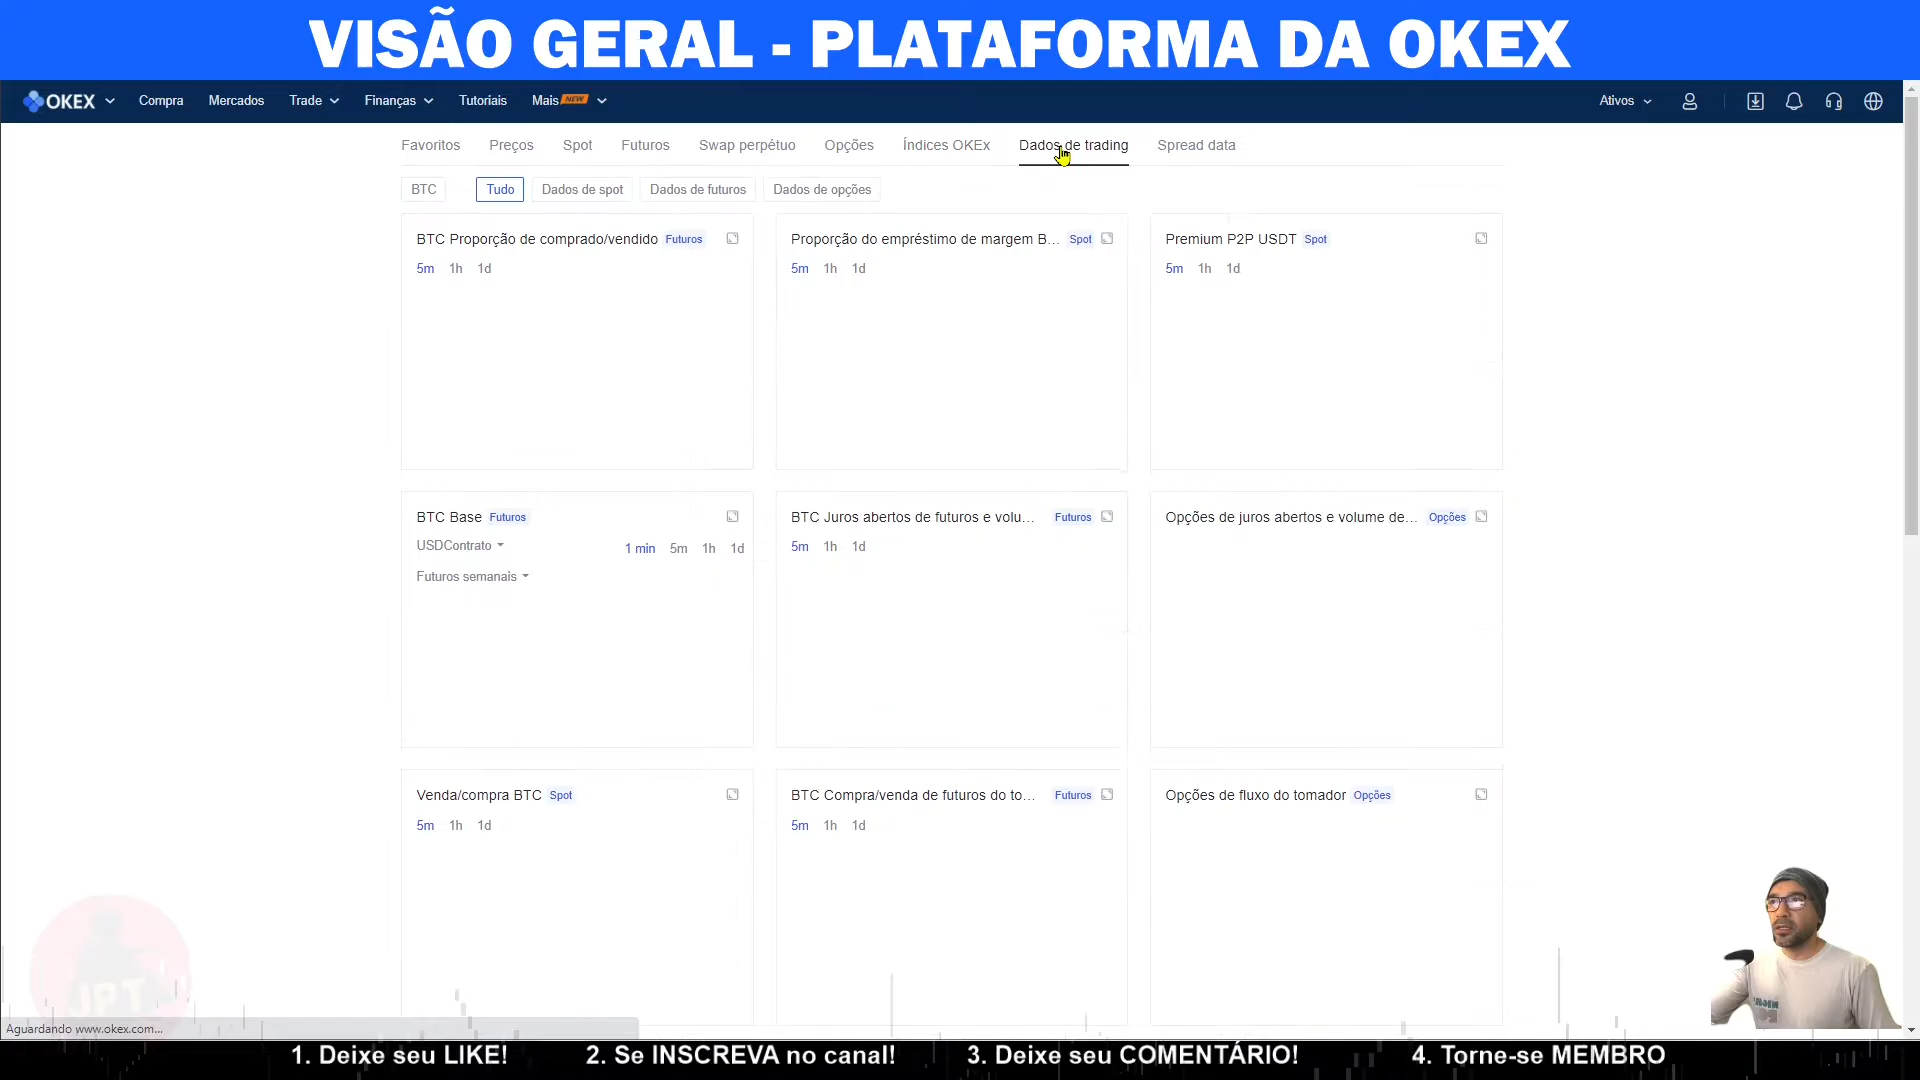 VISÃO GERAL - PLATAFORMA DA OKEX
OKEX Compra Mercados Trade Finanças Tutoriais Mais NEW Ativos
Favoritos Preços Spot Futuros Swap perpétuo Opções Índices OKEx Dados de trading Spread data
BTC Tudo Dados de spot Dados de futuros Dados de opções
BTC Proporção de comprado/vendido Futuros
5m 1h 1d
Proporção do empréstimo de margem B... Spot
5m 1h 1d
Premium P2P USDT Spot
5m 1h 1d
BTC Base Futuros
USDContrato 1 min 5m 1h 1d
Futuros semanais
BTC Juros abertos de futuros e volu... Futuros
5m 1h 1d
Opções de juros abertos e volume de... Opções
Venda/compra BTC Spot
5m 1h 1d
BTC Compra/venda de futuros do to... Futuros
5m 1h 1d
Opções de fluxo do tomador Opções
JPT
Aguardando www.okex.com...
1. Deixe seu LIKE! 2. Se INSCREVA no canal! 3. Deixe seu COMENTÁRIO! 4. Torne-se MEMBRO